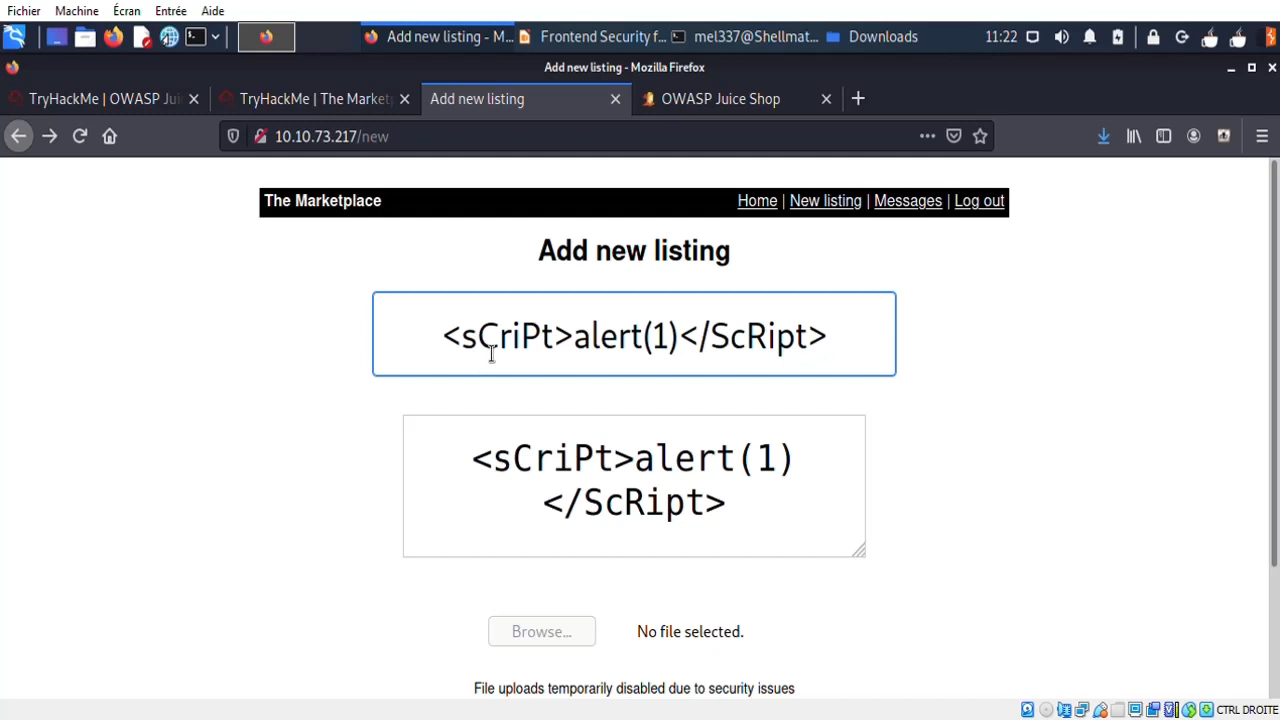 Fichier Machine Écran Entrée Aide
Add new listing - M... Frontend Security f... mel337@Shellmat... Downloads 11:22
Add new listing - Mozilla Firefox
TryHackMe | OWASP Jui TryHackMe | The Market Add new listing OWASP Juice Shop
10.10.73.217/new
The Marketplace Home | New listing | Messages | Log out
Add new listing
<sCriPt>alert(1)</ScRipt>
<sCriPt>alert(1)
</ScRipt>
Browse... No file selected.
File uploads temporarily disabled due to security issues
CTRL DROITE